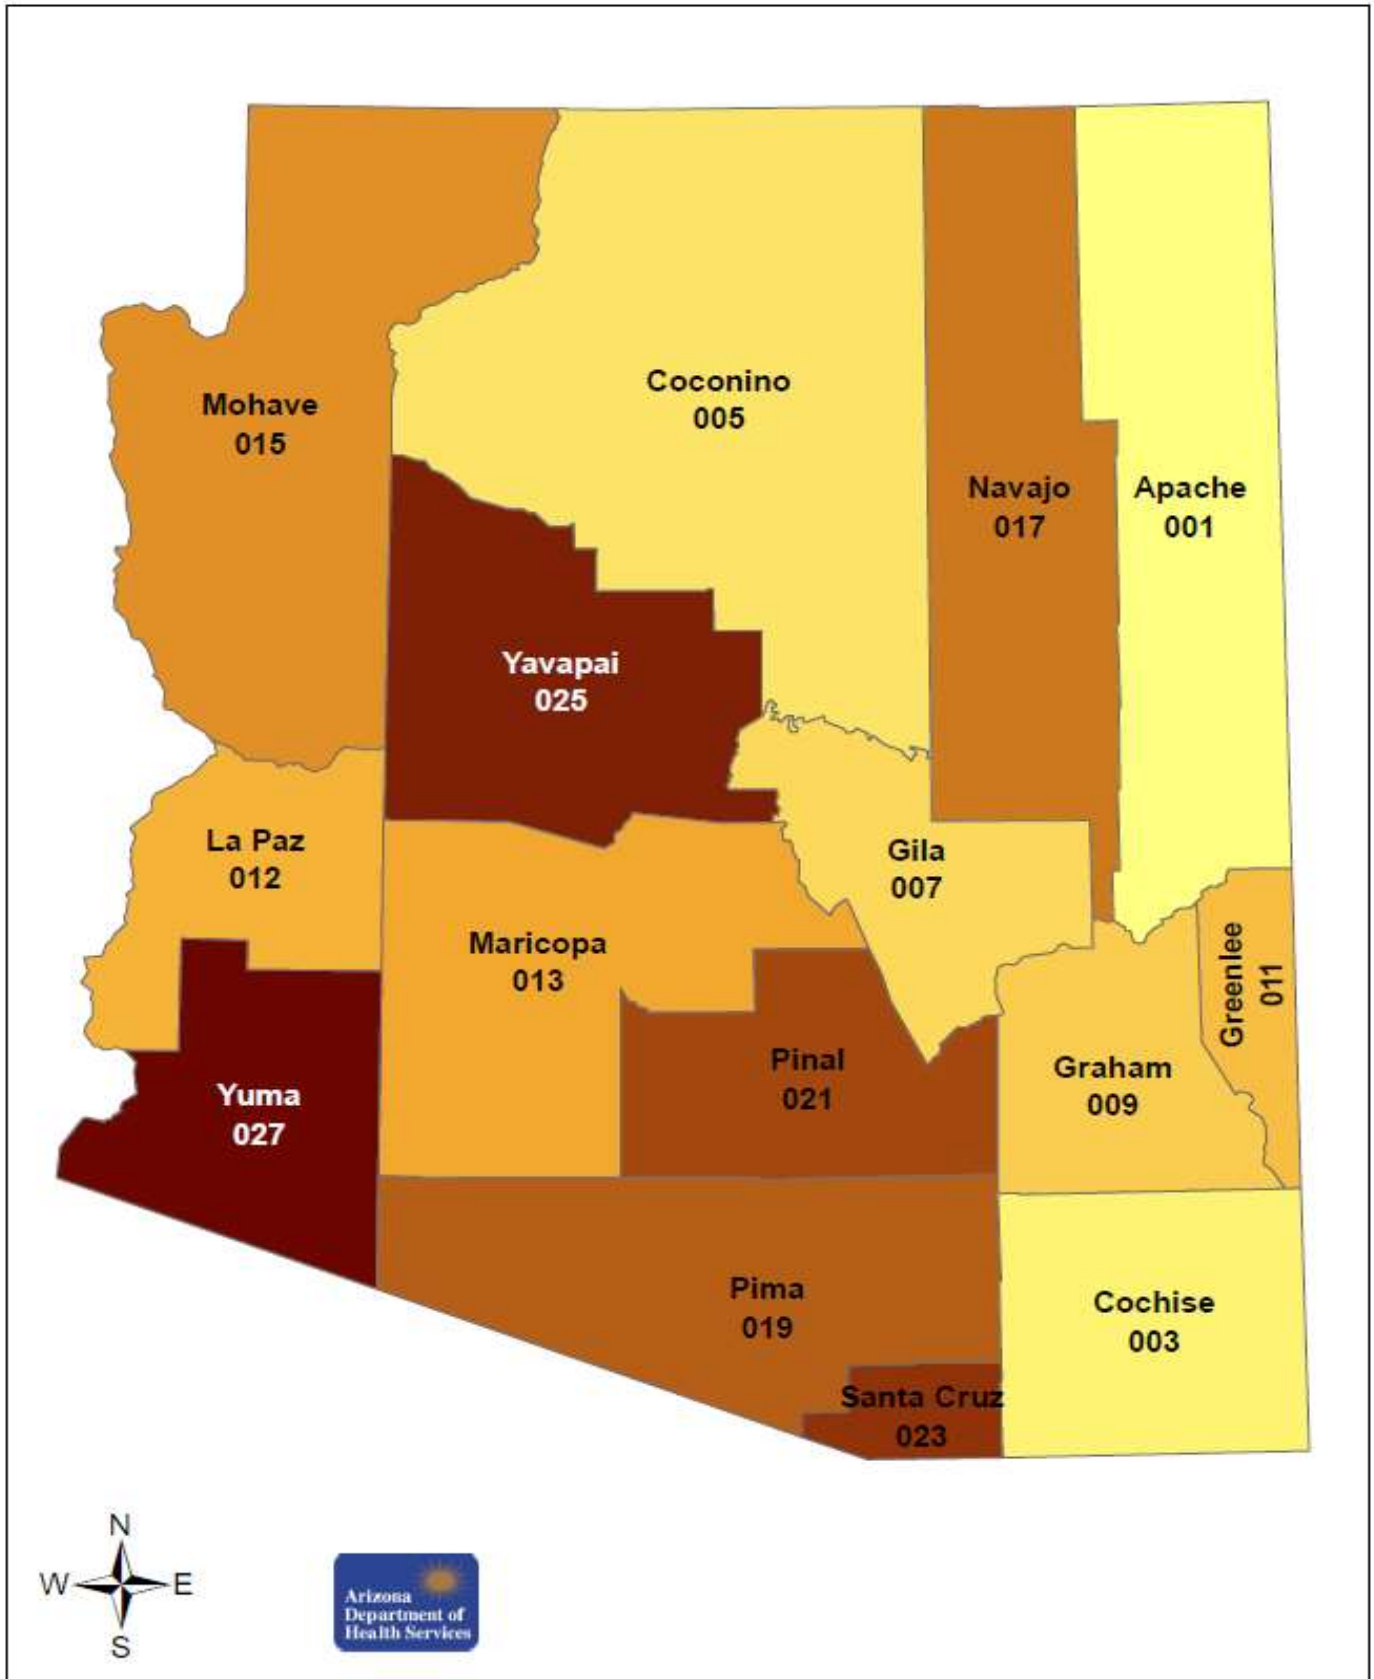 Coconino
005
Mohave
015
Navajo
017
Apache
001
Yavapai
025
La Paz
012
Gila
007
Maricopa
013
Greenlee
011
Pinal
021
Graham
009
Yuma
027
Pima
019
Cochise
003
Santa Cruz
023
N
W
E
S
Arizona
Department of
Health Services